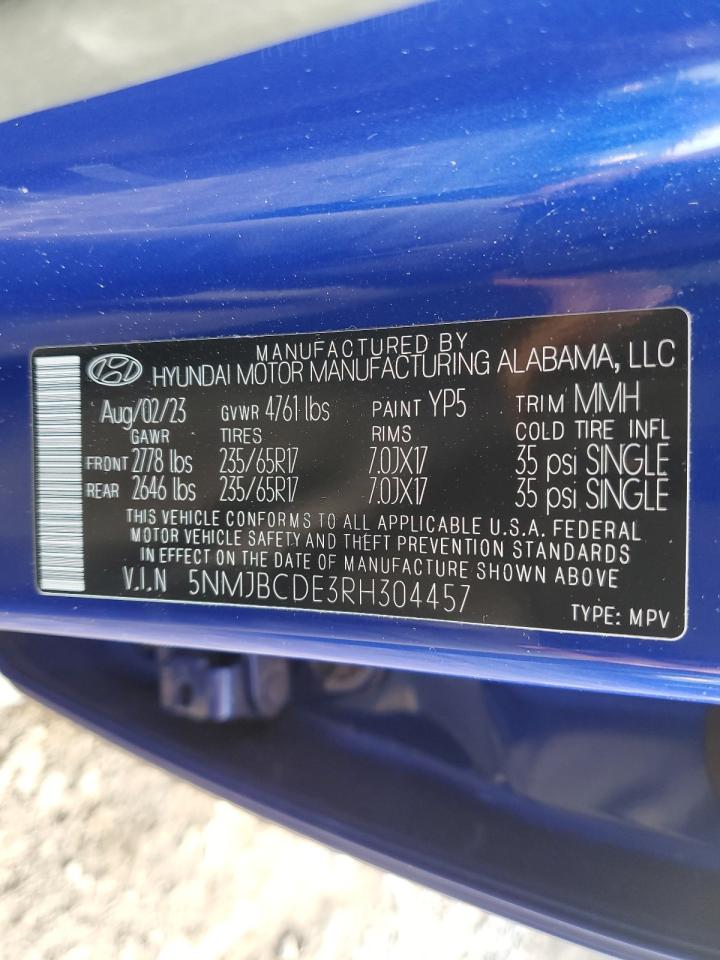 MANUFACTURED BY
HYUNDAI MOTOR MANUFACTURING ALABAMA, LLC
Aug/02/23 GVWR 4761 lbs PAINT YP5 TRIM MMH
GAWR TIRES RIMS COLD TIRE INFL
FRONT 2778 lbs 235/65R17 7.0JX17 35 psi SINGLE
REAR 2646 lbs 235/65R17 7.0JX17 35 psi SINGLE
THIS VEHICLE CONFORMS TO ALL APPLICABLE U.S.A. FEDERAL
MOTOR VEHICLE SAFETY AND THEFT PREVENTION STANDARDS
IN EFFECT ON THE DATE OF MANUFACTURE SHOWN ABOVE
V.I.N 5NMJBCDE3RH304457
TYPE: MPV